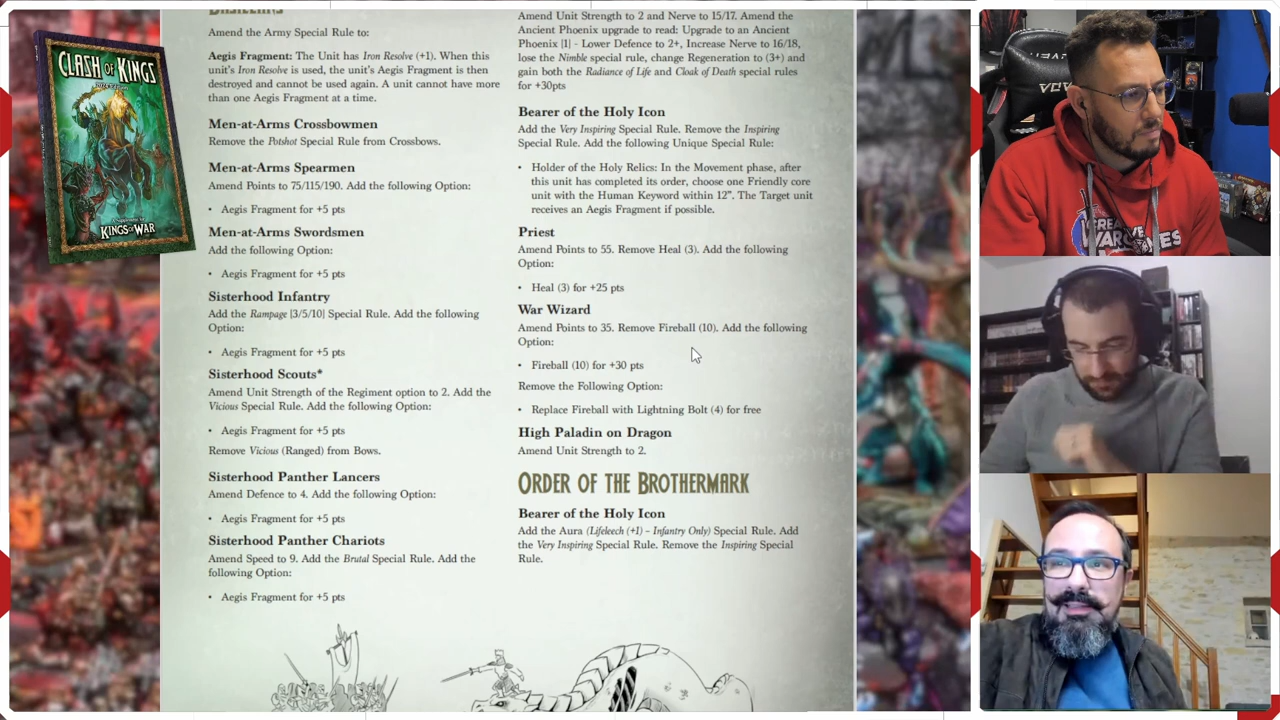 CLASH OF KINGS
KINGS OF WAR
BASILEANS
Amend the Army Special Rule to:
Aegis Fragment: The Unit has Iron Resolve (+1). When this
unit's Iron Resolve is used, the unit's Aegis Fragment is then
destroyed and cannot be used again. A unit cannot have more
than one Aegis Fragment at a time.
Men-at-Arms Crossbowmen
Remove the Potshot Special Rule from Crossbows.
Men-at-Arms Spearmen
Amend Points to 75/115/190. Add the following Option:
• Aegis Fragment for +5 pts
Men-at-Arms Swordsmen
Add the following Option:
• Aegis Fragment for +5 pts
Sisterhood Infantry
Add the Rampage |3/5/10| Special Rule. Add the following
Option:
• Aegis Fragment for +5 pts
Sisterhood Scouts*
Amend Unit Strength of the Regiment option to 2. Add the
Vicious Special Rule. Add the following Option:
• Aegis Fragment for +5 pts
Remove Vicious (Ranged) from Bows.
Sisterhood Panther Lancers
Amend Defence to 4. Add the following Option:
• Aegis Fragment for +5 pts
Sisterhood Panther Chariots
Amend Speed to 9. Add the Brutal Special Rule. Add the
following Option:
• Aegis Fragment for +5 pts
Amend Unit Strength to 2 and Nerve to 15/17. Amend the
Ancient Phoenix upgrade to read: Upgrade to an Ancient
Phoenix |1| - Lower Defence to 2+, Increase Nerve to 16/18,
lose the Nimble special rule, change Regeneration to (3+) and
gain both the Radiance of Life and Cloak of Death special rules
for +30pts
Bearer of the Holy Icon
Add the Very Inspiring Special Rule. Remove the Inspiring
Special Rule. Add the following Unique Special Rule:
• Holder of the Holy Relics: In the Movement phase, after
this unit has completed its order, choose one Friendly core
unit with the Human Keyword within 12". The Target unit
receives an Aegis Fragment if possible.
Priest
Amend Points to 55. Remove Heal (3). Add the following
Option:
• Heal (3) for +25 pts
War Wizard
Amend Points to 35. Remove Fireball (10). Add the following
Option:
• Fireball (10) for +30 pts
Remove the Following Option:
• Replace Fireball with Lightning Bolt (4) for free
High Paladin on Dragon
Amend Unit Strength to 2.
ORDER OF THE BROTHERMARK
Bearer of the Holy Icon
Add the Aura (Lifeleech (+1) – Infantry Only) Special Rule. Add
the Very Inspiring Special Rule. Remove the Inspiring Special
Rule.